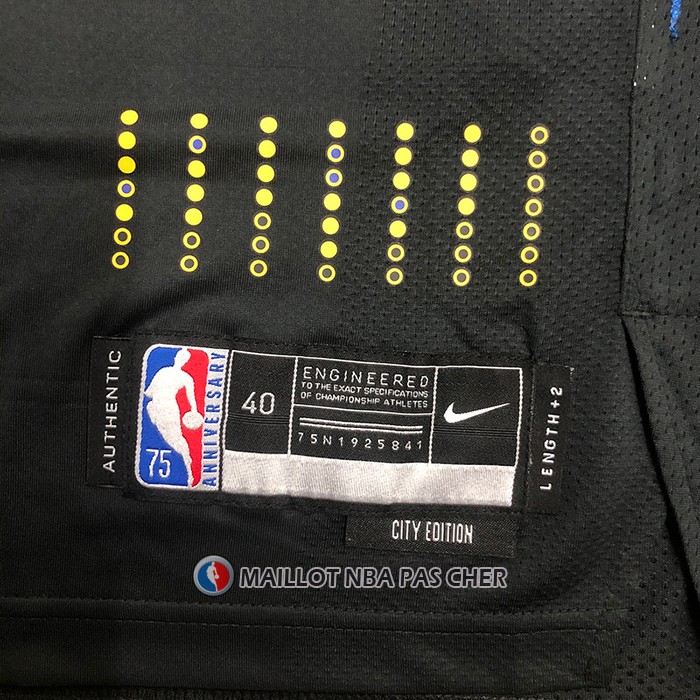 AUTHENTIC
75
ANNIVERSARY
40
ENGINEERED
TO THE EXACT SPECIFICATIONS
OF CHAMPIONSHIP ATHLETES
75N1925841
LENGTH+2
CITY EDITION
MAILLOT NBA PAS CHER